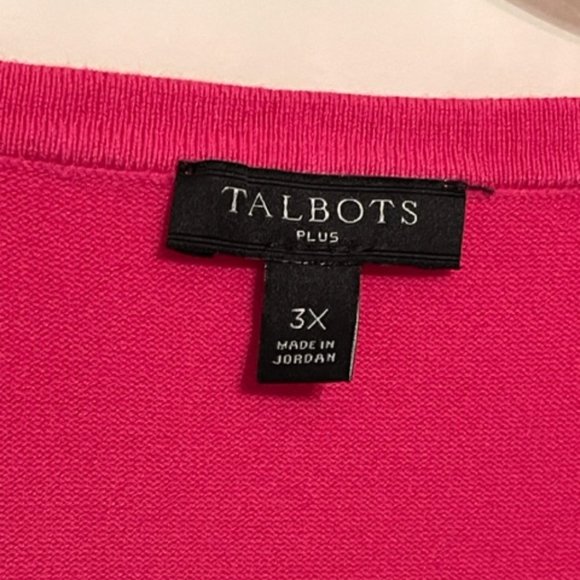 TALBOTS
PLUS
3X
MADE IN
JORDAN